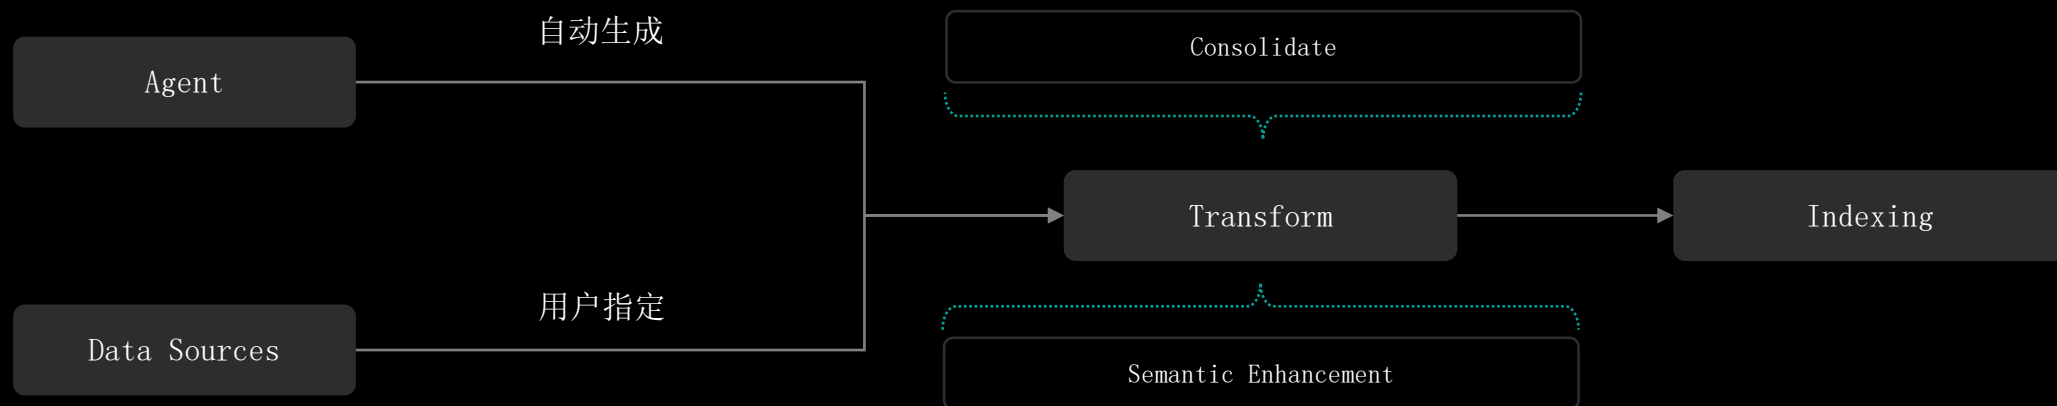 自动生成
Consolidate
Agent
Transform
Indexing
用户指定
Data Sources
Semantic Enhancement